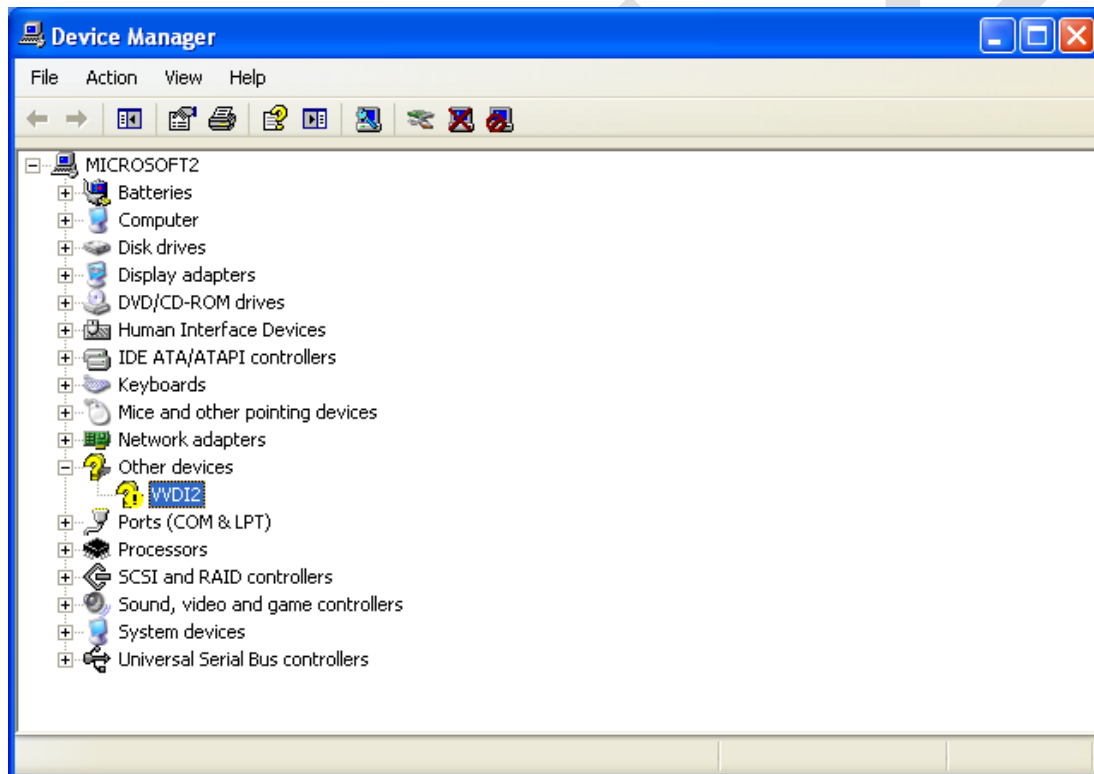 Device Manager
File Action View Help
MICROSOFT2
Batteries
Computer
Disk drives
Display adapters
DVD/CD-ROM drives
Human Interface Devices
IDE ATA/ATAPI controllers
Keyboards
Mice and other pointing devices
Network adapters
Other devices
VVDI2
Ports (COM & LPT)
Processors
SCSI and RAID controllers
Sound, video and game controllers
System devices
Universal Serial Bus controllers